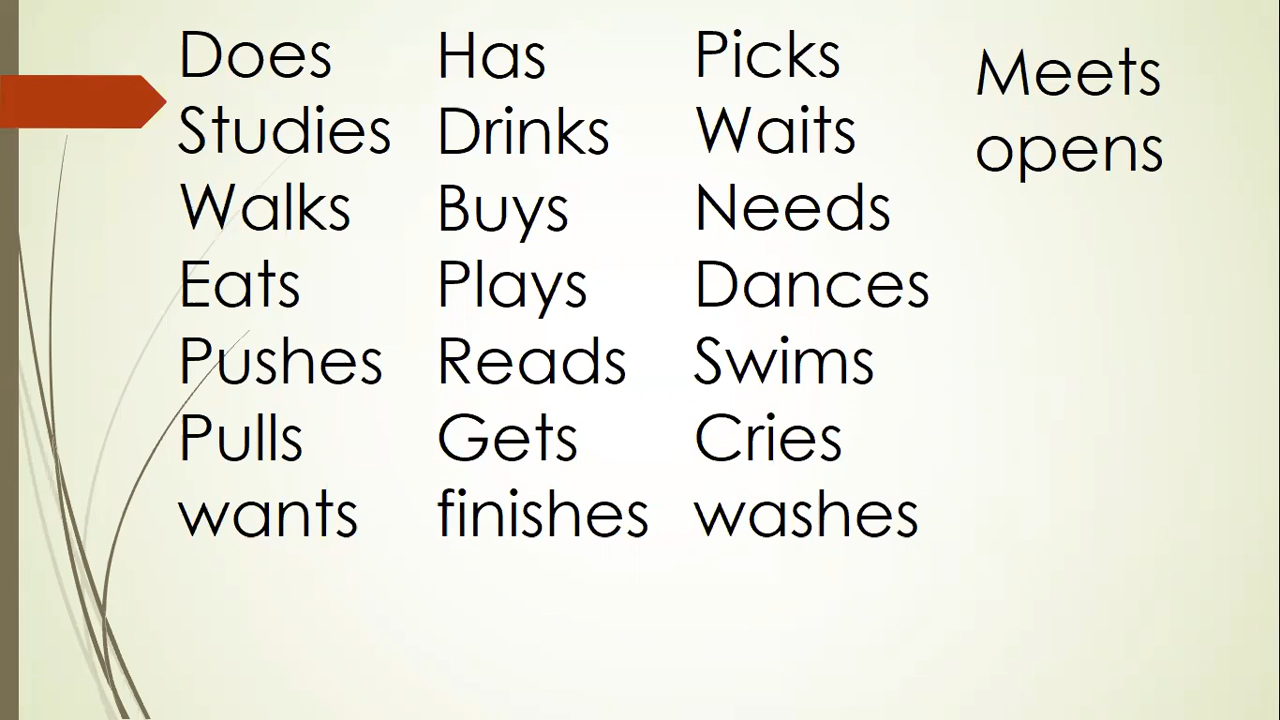 Does
Studies
Walks
Eats
Pushes
Pulls
wants
Has
Drinks
Buys
Plays
Reads
Gets
finishes
Picks
Waits
Needs
Dances
Swims
Cries
washes
Meets
opens